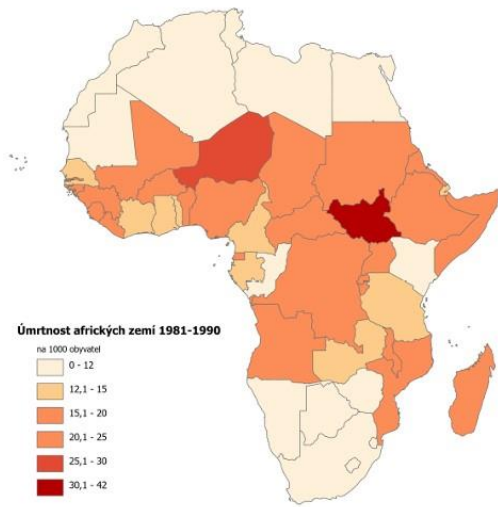 Úmrtnost afrických zemí 1981-1990
na 1000 obyvatel
0 - 12
12,1 - 15
15,1 - 20
20,1 - 25
25,1 - 30
30,1 - 42